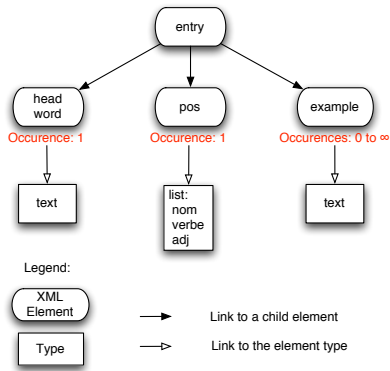 entry
head
word
pos
example
Occurence: 1
Occurence: 1
Occurences: 0 to ∞
text
list:
nom
verbe
adj
text
Legend:
XML
Element
Link to a child element
Type
Link to the element type